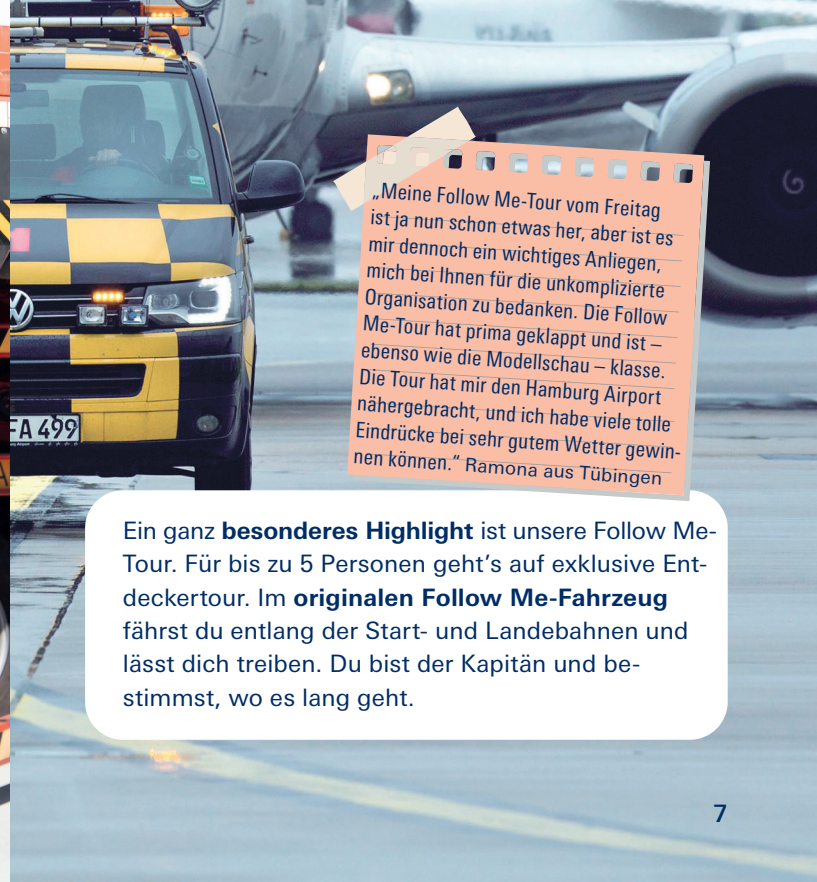 „Meine Follow Me-Tour vom Freitag
ist ja nun schon etwas her, aber ist es
mir dennoch ein wichtiges Anliegen,
mich bei Ihnen für die unkomplizierte
Organisation zu bedanken. Die Follow
Me-Tour hat prima geklappt und ist –
ebenso wie die Modellschau – klasse.
Die Tour hat mir den Hamburg Airport
nähergebracht, und ich habe viele tolle
Eindrücke bei sehr gutem Wetter gewin-
nen können.“ Ramona aus Tübingen
FA 499
Ein ganz besonderes Highlight ist unsere Follow Me-
Tour. Für bis zu 5 Personen geht’s auf exklusive Ent-
deckertour. Im originalen Follow Me-Fahrzeug
fährst du entlang der Start- und Landebahnen und
lässt dich treiben. Du bist der Kapitän und be-
stimmst, wo es lang geht.
7